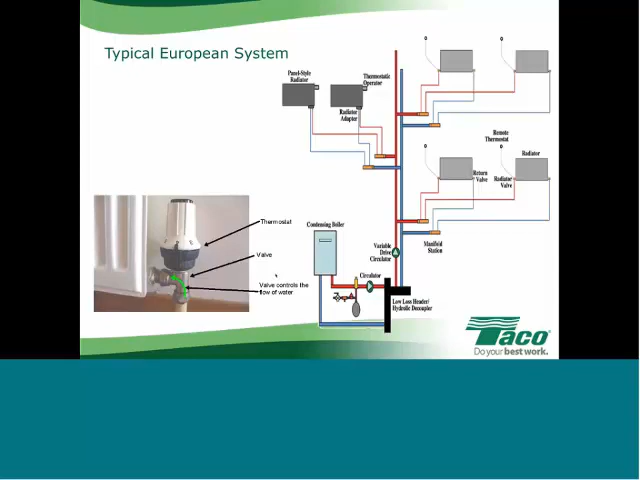 Typical European System
Panel-Style
Radiator
Thermostatic
Operator
Radiator
Adapter
Remote
Thermostat
Radiator
Return
Valve
Radiator
Valve
Thermostat
Valve
Valve controls the
flow of water
Condensing Boiler
Variable
Drive
Circulator
Manifold
Station
Circulator
Low Loss Header/
Hydrolic Decoupler
Taco
Do your best work.